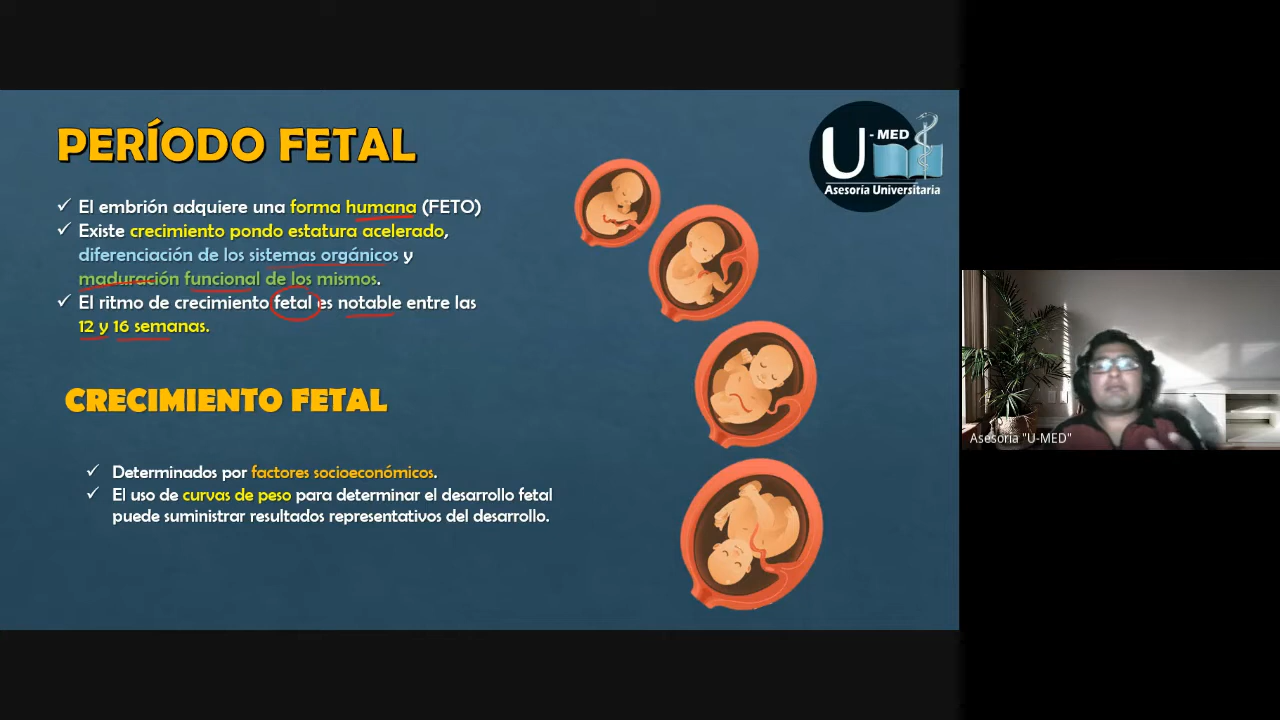 PERÍODO FETAL
U-MED
Asesoría Universitaria
✓ El embrión adquiere una forma humana (FETO)
✓ Existe crecimiento pondo estatura acelerado,
diferenciación de los sistemas orgánicos y
maduración funcional de los mismos.
✓ El ritmo de crecimiento fetal es notable entre las
12 y 16 semanas.
CRECIMIENTO FETAL
✓ Determinados por factores socioeconómicos.
✓ El uso de curvas de peso para determinar el desarrollo fetal
puede suministrar resultados representativos del desarrollo.
Asesoría "U-MED"